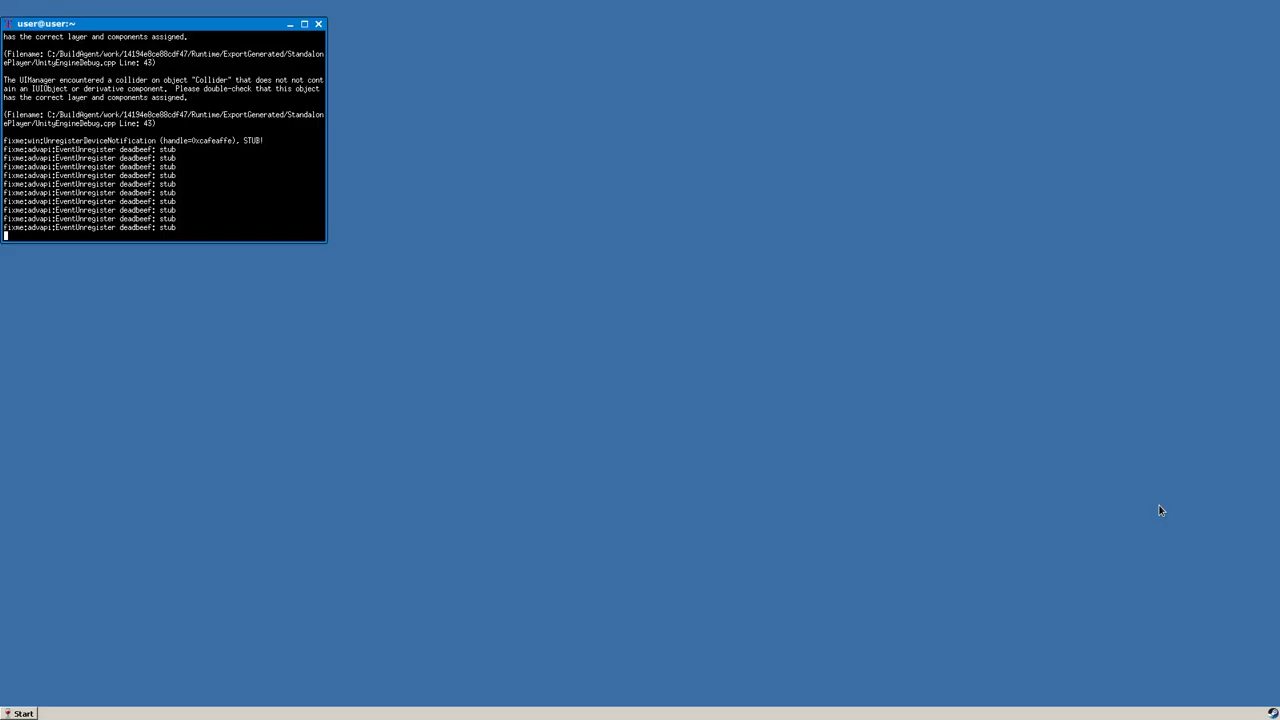 user@user:~
has the correct layer and components assigned.
(Filename: C:/BuildAgent/work/14194e8ce88cdf47/Runtime/ExportGenerated/Standalon
ePlayer/UnityEngineDebug.cpp Line: 43)
The UIManager encountered a collider on object "Collider" that does not not cont
ain an IUIObject or derivative component.  Please double-check that this object
has the correct layer and components assigned.
(Filename: C:/BuildAgent/work/14194e8ce88cdf47/Runtime/ExportGenerated/Standalon
ePlayer/UnityEngineDebug.cpp Line: 43)
fixme:win:UnregisterDeviceNotification (handle=0xcafeaffe), STUB!
fixme:advapi:EventUnregister deadbeef: stub
fixme:advapi:EventUnregister deadbeef: stub
fixme:advapi:EventUnregister deadbeef: stub
fixme:advapi:EventUnregister deadbeef: stub
fixme:advapi:EventUnregister deadbeef: stub
fixme:advapi:EventUnregister deadbeef: stub
fixme:advapi:EventUnregister deadbeef: stub
fixme:advapi:EventUnregister deadbeef: stub
fixme:advapi:EventUnregister deadbeef: stub
fixme:advapi:EventUnregister deadbeef: stub
Start